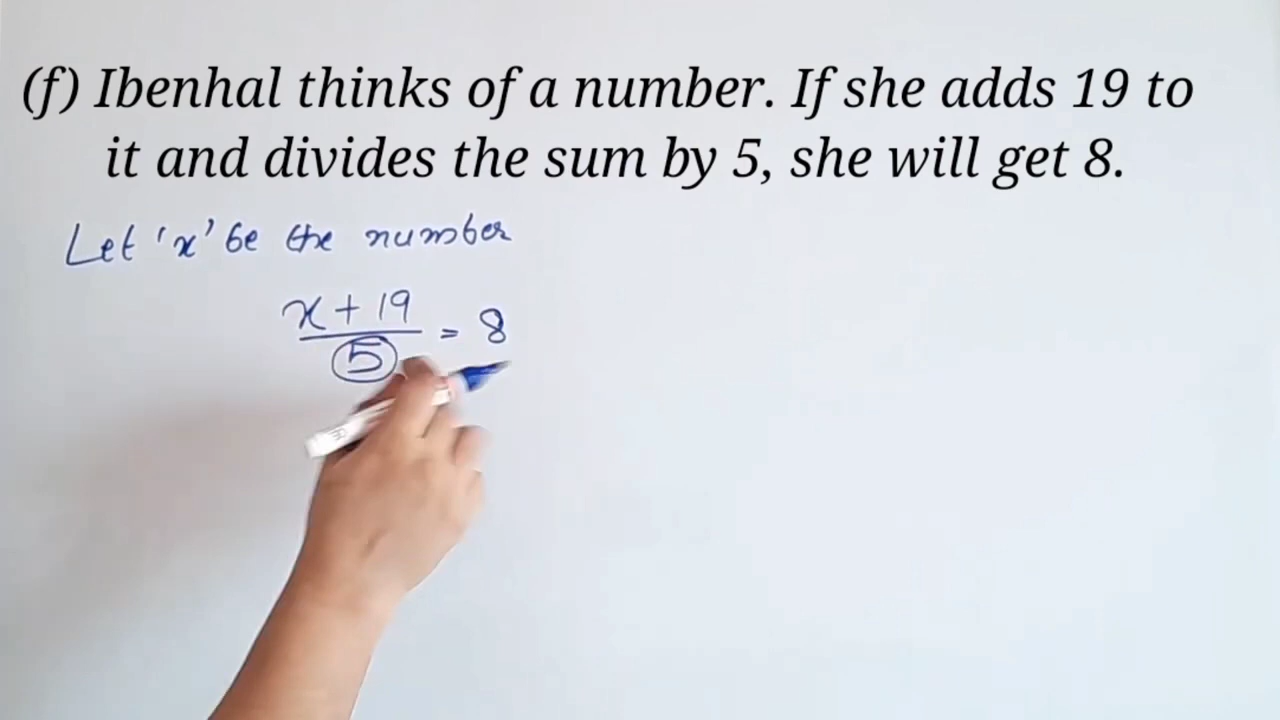 (f) Ibenhal thinks of a number. If she adds 19 to
it and divides the sum by 5, she will get 8.
Let 'x' be the number
x + 19
5
= 8